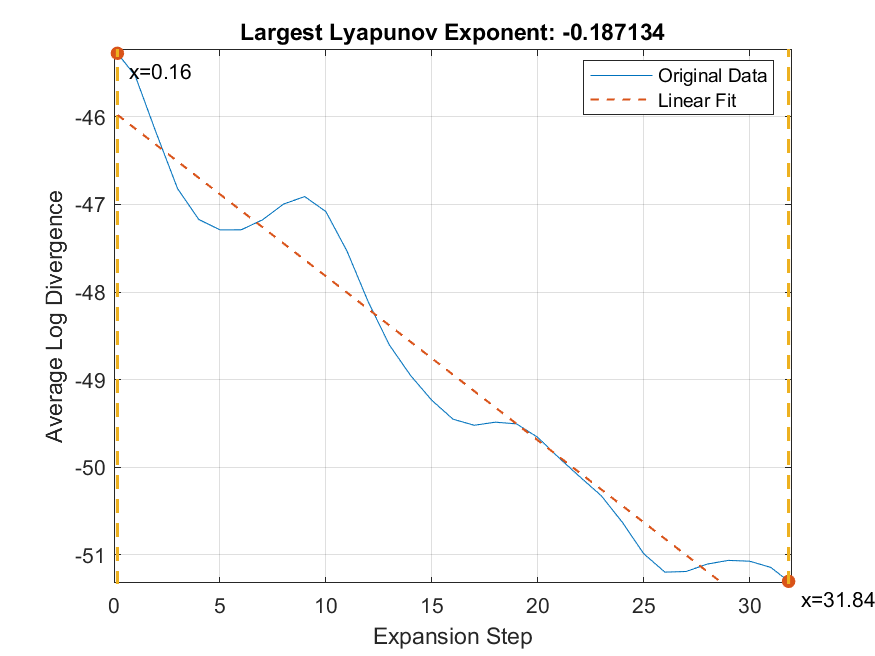 Largest Lyapunov Exponent: -0.187134
x=0.16
Original Data
Linear Fit
-46
-47
-48
-49
-50
-51
Average Log Divergence
0 5 10 15 20 25 30
x=31.84
Expansion Step